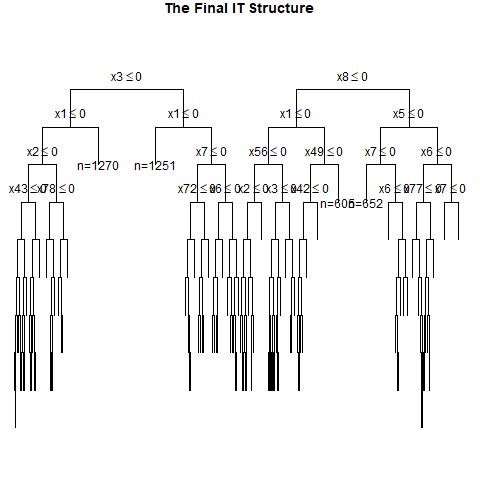 The Final IT Structure
x3 ≤ 0 x8 ≤ 0
x1 ≤ 0 x1 ≤ 0 x1 ≤ 0 x5 ≤ 0
x2 ≤ 0 n=1270 n=1251 x7 ≤ 0 x56 ≤ 0 x49 ≤ 0 x7 ≤ 0 x6 ≤ 0
x43 ≤ 0 x78 ≤ 0 x72 ≤ 0 x6 ≤ 0 x2 ≤ 0 x3 ≤ 0 x42 ≤ 0 n=605 n=652 x6 ≤ 0 x77 ≤ 0 x7 ≤ 0